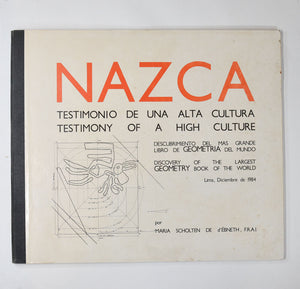 NAZCA
TESTIMONIO DE UNA ALTA CULTURA
TESTIMONY OF A HIGH CULTURE
DESCUBRIMIENTO DEL MAS GRANDE
LIBRO DE GEOMETRIA DEL MUNDO
DISCOVERY OF THE LARGEST
GEOMETRY BOOK OF THE WORLD
Lima, Diciembre de 1984
por
MARIA SCHOLTEN DE d'ÉBNETH, F.R.A.I.